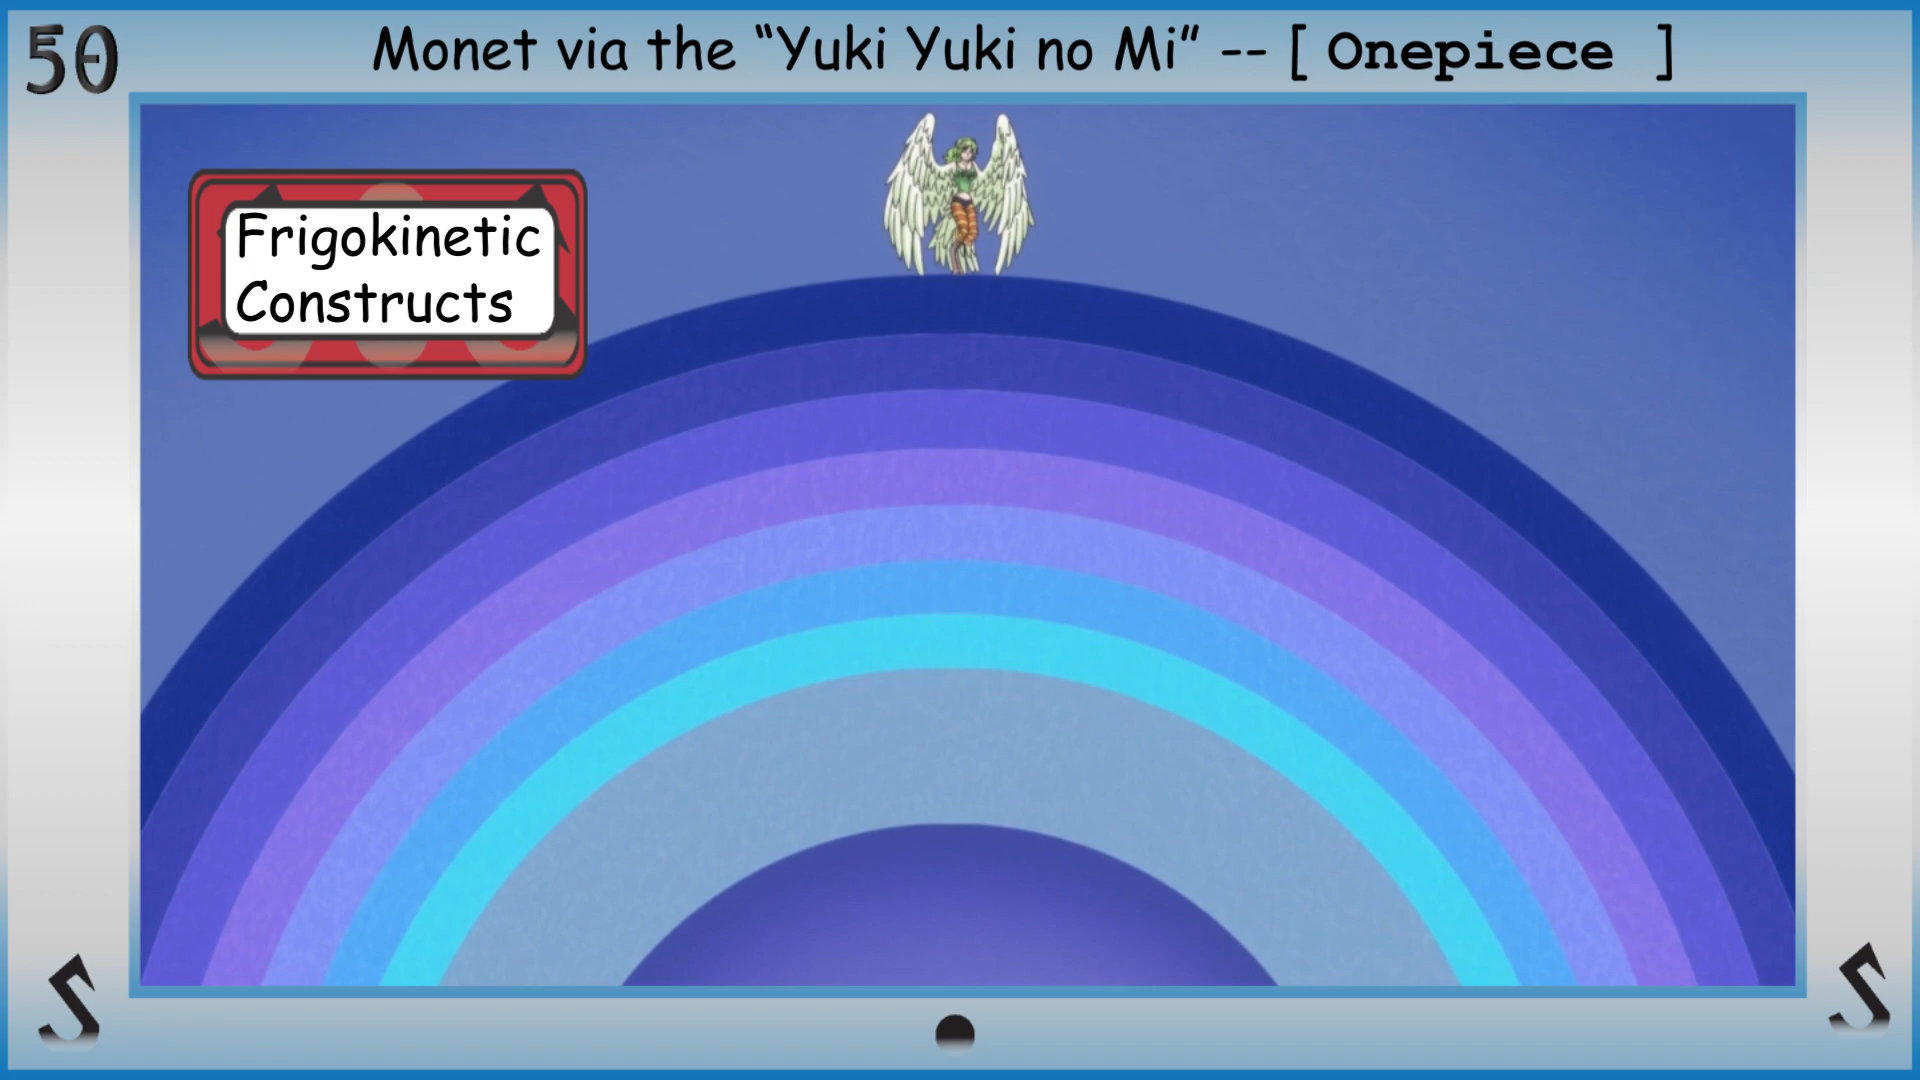 50
Monet via the “Yuki Yuki no Mi” -- [ Onepiece ]
Frigokinetic
Constructs